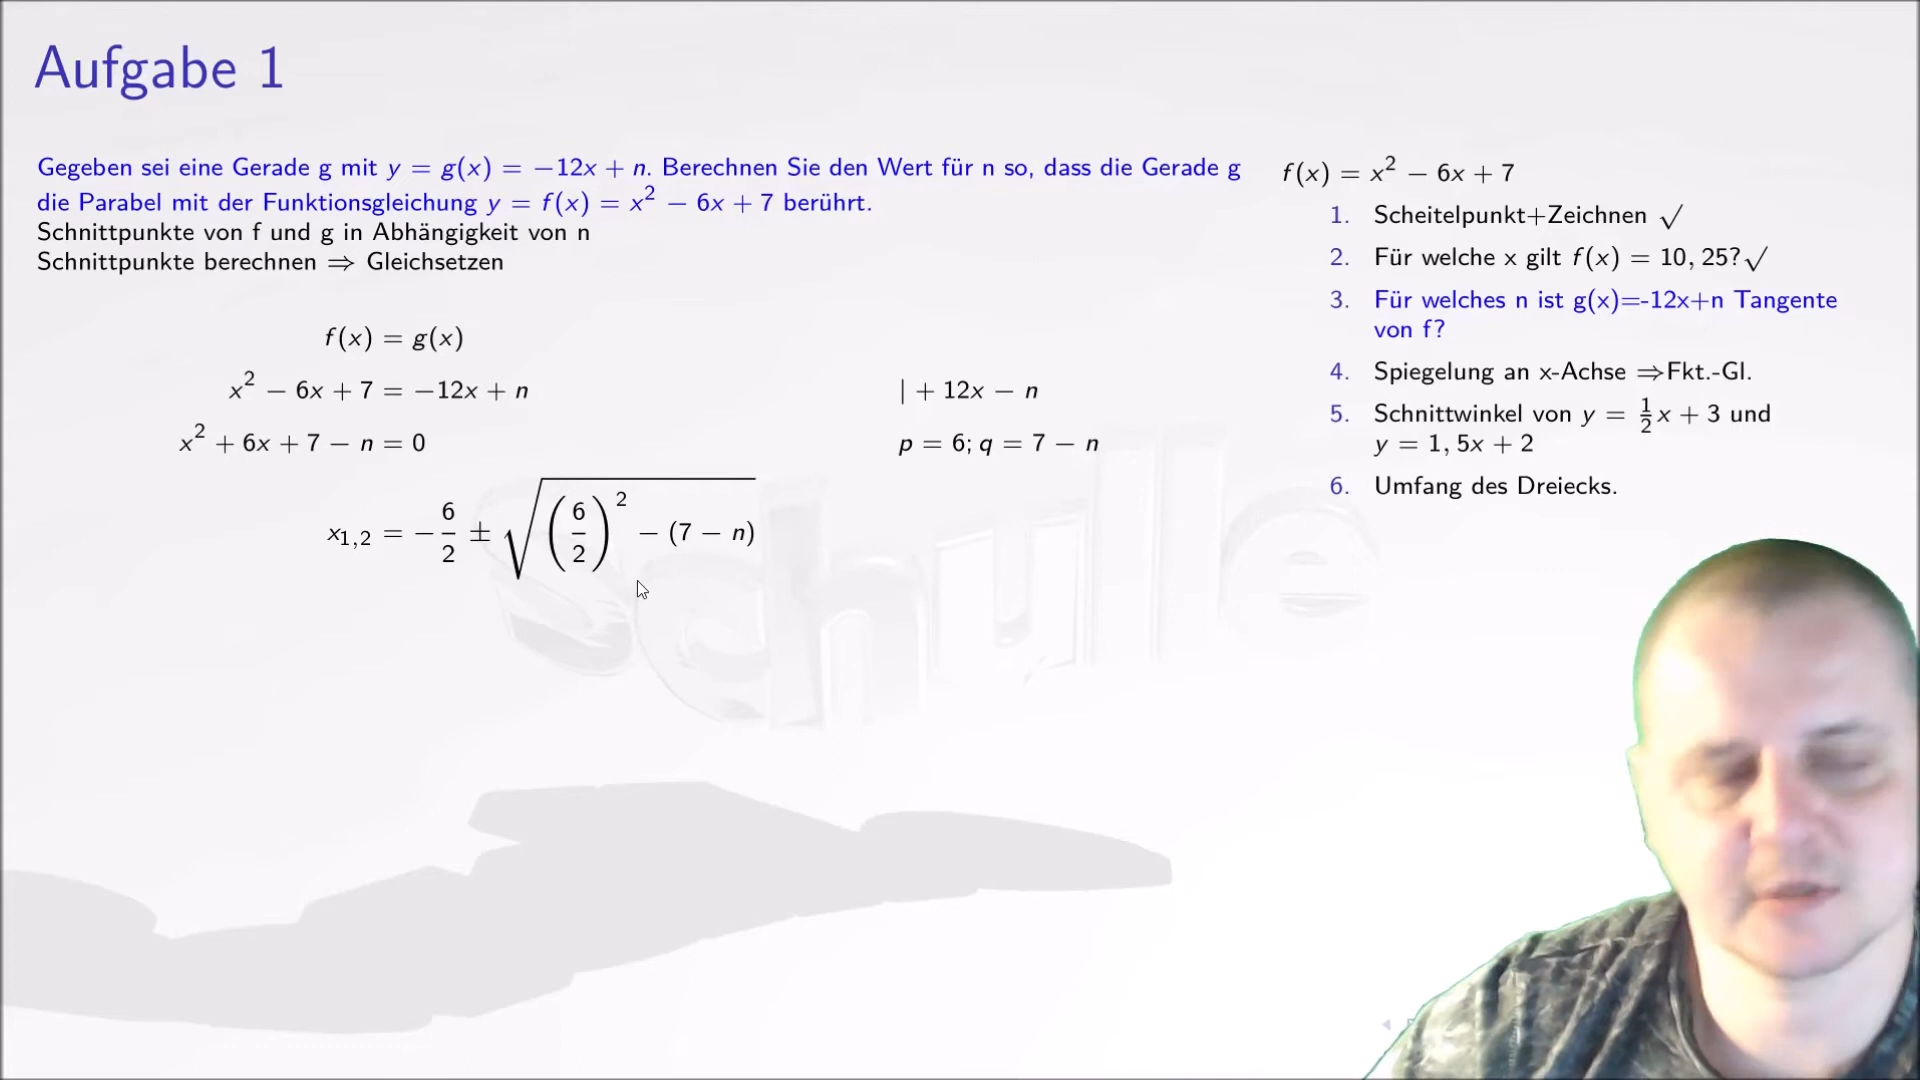 Aufgabe 1
Gegeben sei eine Gerade g mit y = g(x) = −12x + n. Berechnen Sie den Wert für n so, dass die Gerade g
die Parabel mit der Funktionsgleichung y = f(x) = x² − 6x + 7 berührt.
Schnittpunkte von f und g in Abhängigkeit von n
Schnittpunkte berechnen ⇒ Gleichsetzen
f(x) = g(x)
x² − 6x + 7 = −12x + n | + 12x − n
x² + 6x + 7 − n = 0 p = 6; q = 7 − n
x₁,₂ = −6/2 ± √((6/2)² − (7 − n))
f(x) = x² − 6x + 7
1. Scheitelpunkt+Zeichnen √
2. Für welche x gilt f(x) = 10, 25?√
3. Für welches n ist g(x)=-12x+n Tangente
von f?
4. Spiegelung an x-Achse ⇒Fkt.-Gl.
5. Schnittwinkel von y = 1/2x + 3 und
y = 1, 5x + 2
6. Umfang des Dreiecks.
Schule